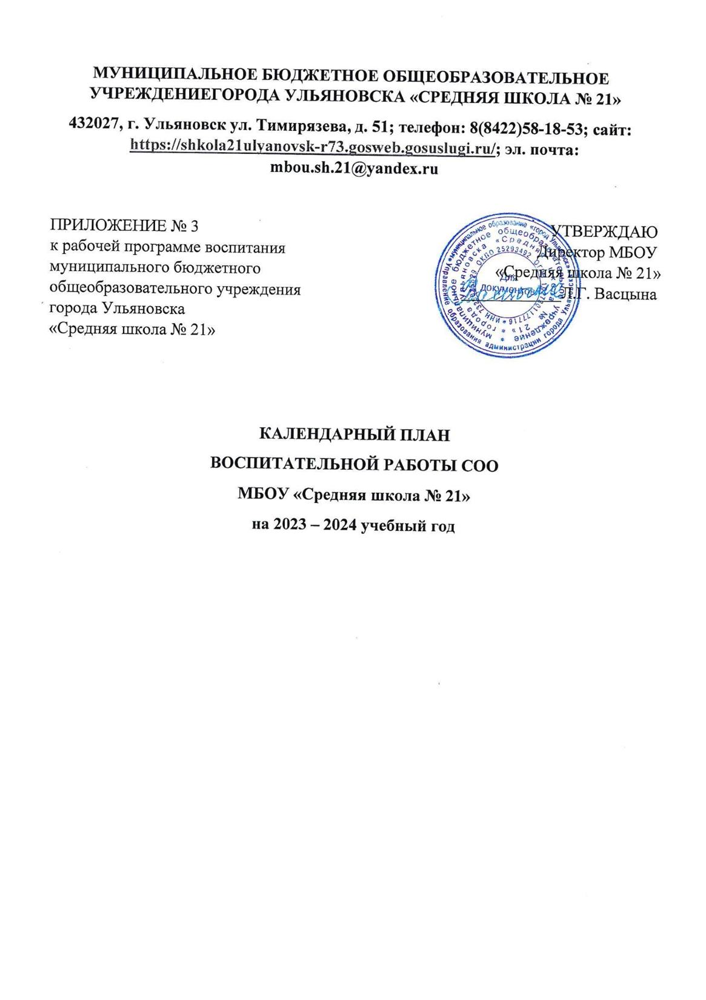 МУНИЦИПАЛЬНОЕ БЮДЖЕТНОЕ ОБЩЕОБРАЗОВАТЕЛЬНОЕ
УЧРЕЖДЕНИЕГОРОДА УЛЬЯНОВСКА «СРЕДНЯЯ ШКОЛА № 21»
432027, г. Ульяновск ул. Тимирязева, д. 51; телефон: 8(8422)58-18-53; сайт:
https://shkola21ulyanovsk-r73.gosweb.gosuslugi.ru/; эл. почта:
mbou.sh.21@yandex.ru
ПРИЛОЖЕНИЕ № 3
к рабочей программе воспитания
муниципального бюджетного
общеобразовательного учреждения
города Ульяновска
«Средняя школа № 21»
УТВЕРЖДАЮ
Директор МБОУ
«Средняя школа № 21»
Л.Г. Васцына
муниципальное образование «город Ульяновск»
Управление образования администрации города Ульяновска
муниципальное бюджетное общеобразовательное учреждение
города Ульяновска «Средняя школа № 21»
ОКПО 25293492
Для
документов
КАЛЕНДАРНЫЙ ПЛАН
ВОСПИТАТЕЛЬНОЙ РАБОТЫ СОО
МБОУ «Средняя школа № 21»
на 2023 – 2024 учебный год